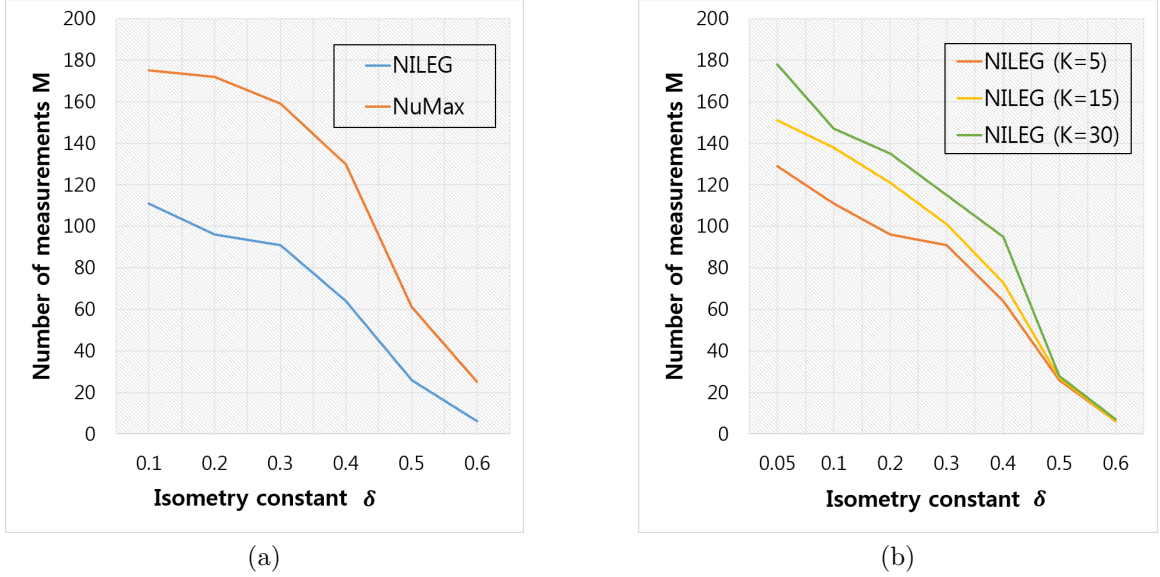 200
180
160
140
120
100
80
60
40
20
0
Number of measurements M
NILEG
NuMax
0.1 0.2 0.3 0.4 0.5 0.6
Isometry constant δ
(a)
200
180
160
140
120
100
80
60
40
20
0
Number of measurements M
NILEG (K=5)
NILEG (K=15)
NILEG (K=30)
0.05 0.1 0.2 0.3 0.4 0.5 0.6
Isometry constant δ
(b)